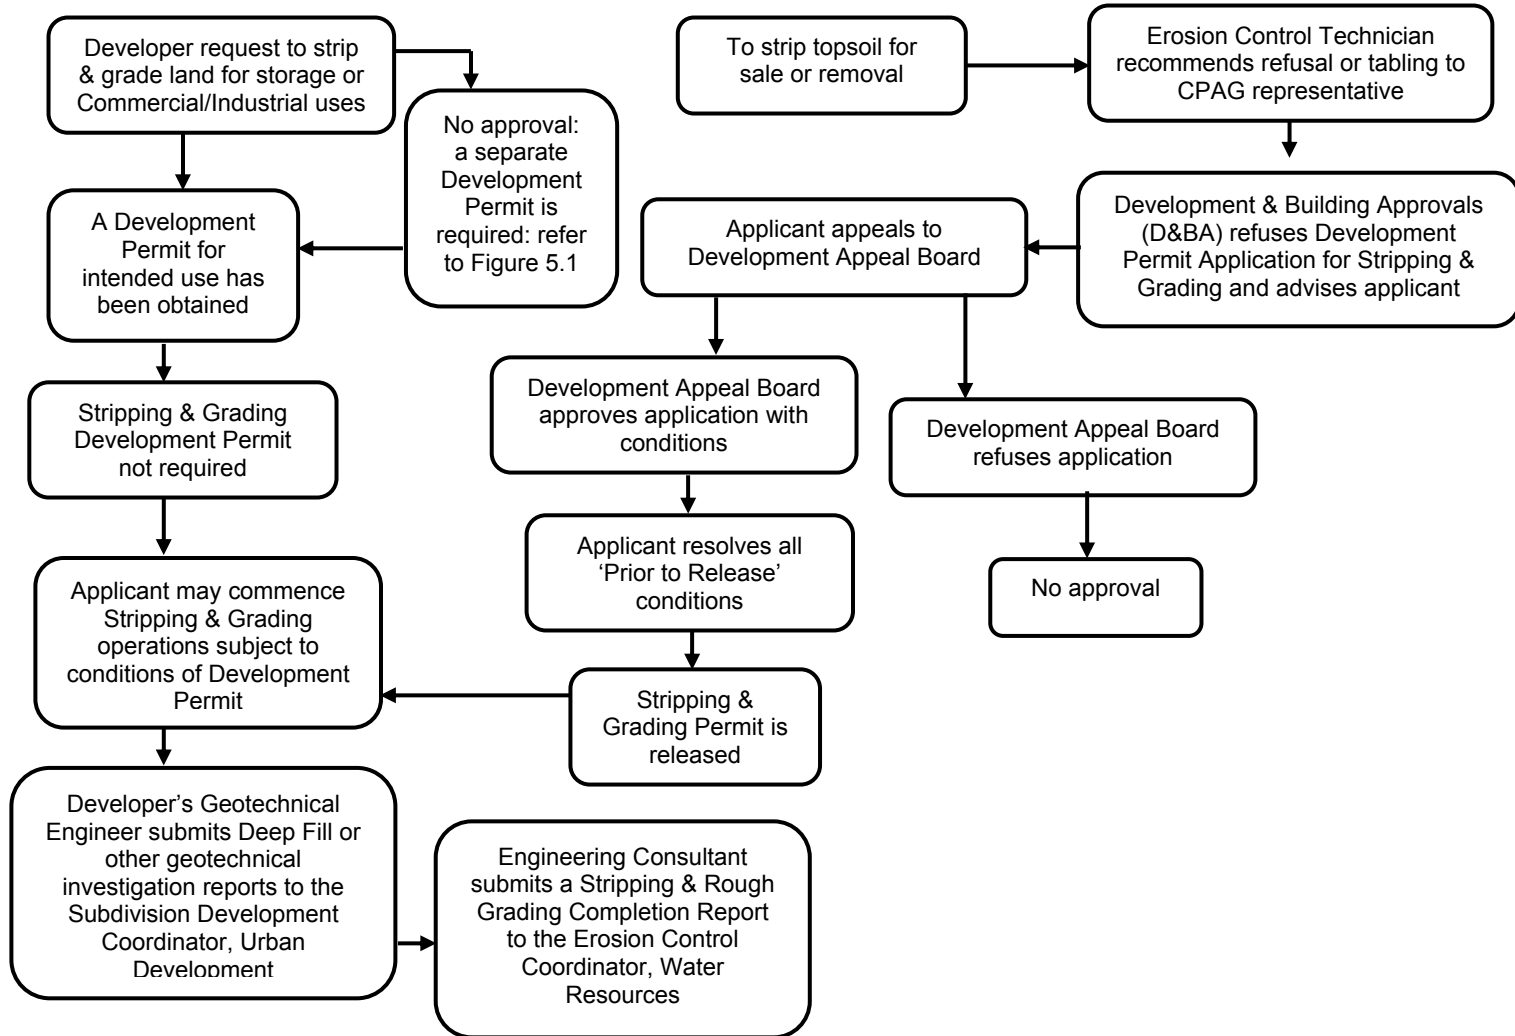 Developer request to strip
& grade land for storage or
Commercial/Industrial uses
No approval:
a separate
Development
Permit is
required: refer
to Figure 5.1
A Development
Permit for
intended use has
been obtained
Stripping & Grading
Development Permit
not required
Applicant may commence
Stripping & Grading
operations subject to
conditions of Development
Permit
Developer’s Geotechnical
Engineer submits Deep Fill or
other geotechnical
investigation reports to the
Subdivision Development
Coordinator, Urban
Development
Engineering Consultant
submits a Stripping & Rough
Grading Completion Report
to the Erosion Control
Coordinator, Water
Resources
To strip topsoil for
sale or removal
Erosion Control Technician
recommends refusal or tabling to
CPAG representative
Development & Building Approvals
(D&BA) refuses Development
Permit Application for Stripping &
Grading and advises applicant
Applicant appeals to
Development Appeal Board
Development Appeal Board
approves application with
conditions
Applicant resolves all
‘Prior to Release’
conditions
Stripping &
Grading Permit is
released
Development Appeal Board
refuses application
No approval